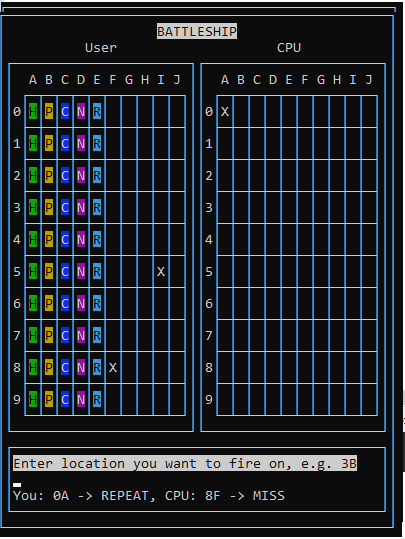 BATTLESHIP
User CPU
A B C D E F G H I J A B C D E F G H I J
0 H P C N R 0 X
1 H P C N R 1
2 H P C N R 2
3 H P C N R 3
4 H P C N R 4
5 H P C N R X 5
6 H P C N R 6
7 H P C N R 7
8 H P C N R X 8
9 H P C N R 9
Enter location you want to fire on, e.g. 3B
You: 0A -> REPEAT, CPU: 8F -> MISS